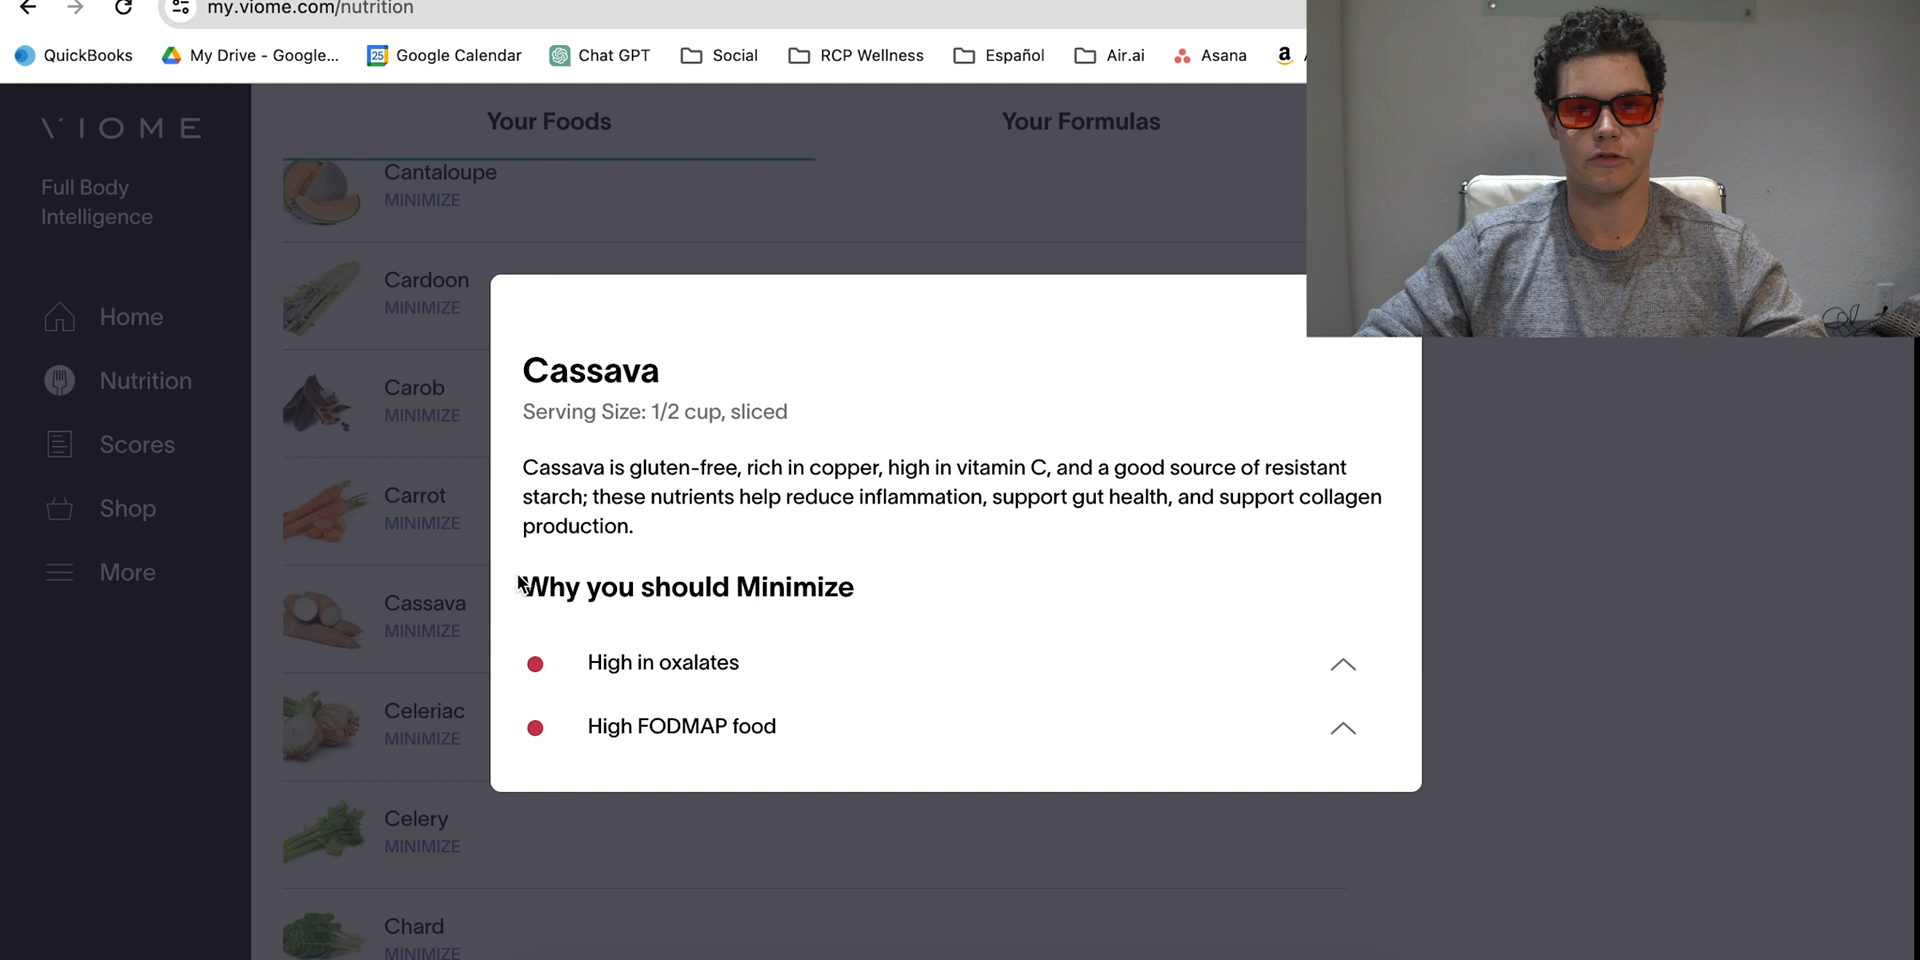 my.viome.com/nutrition
QuickBooks
My Drive - Google...
25
Google Calendar
Chat GPT
Social
RCP Wellness
Español
Air.ai
Asana
a
VIOME
Full Body
Intelligence
Home
Nutrition
Scores
Shop
More
Your Foods
Your Formulas
Cantaloupe
MINIMIZE
Cardoon
MINIMIZE
Carob
MINIMIZE
Carrot
MINIMIZE
Cassava
MINIMIZE
Celeriac
MINIMIZE
Celery
MINIMIZE
Chard
MINIMIZE
Cassava
Serving Size: 1/2 cup, sliced
Cassava is gluten-free, rich in copper, high in vitamin C, and a good source of resistant
starch; these nutrients help reduce inflammation, support gut health, and support collagen
production.
Why you should Minimize
High in oxalates
High FODMAP food